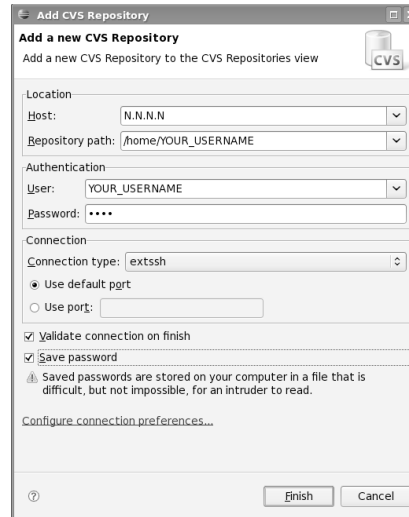 Add CVS Repository
Add a new CVS Repository
Add a new CVS Repository to the CVS Repositories view
CVS
Location
Host: N.N.N.N
Repository path: /home/YOUR_USERNAME
Authentication
User: YOUR_USERNAME
Password: ••••
Connection
Connection type: extssh
Use default port
Use port:
Validate connection on finish
Save password
Saved passwords are stored on your computer in a file that is
difficult, but not impossible, for an intruder to read.
Configure connection preferences...
?
Finish Cancel